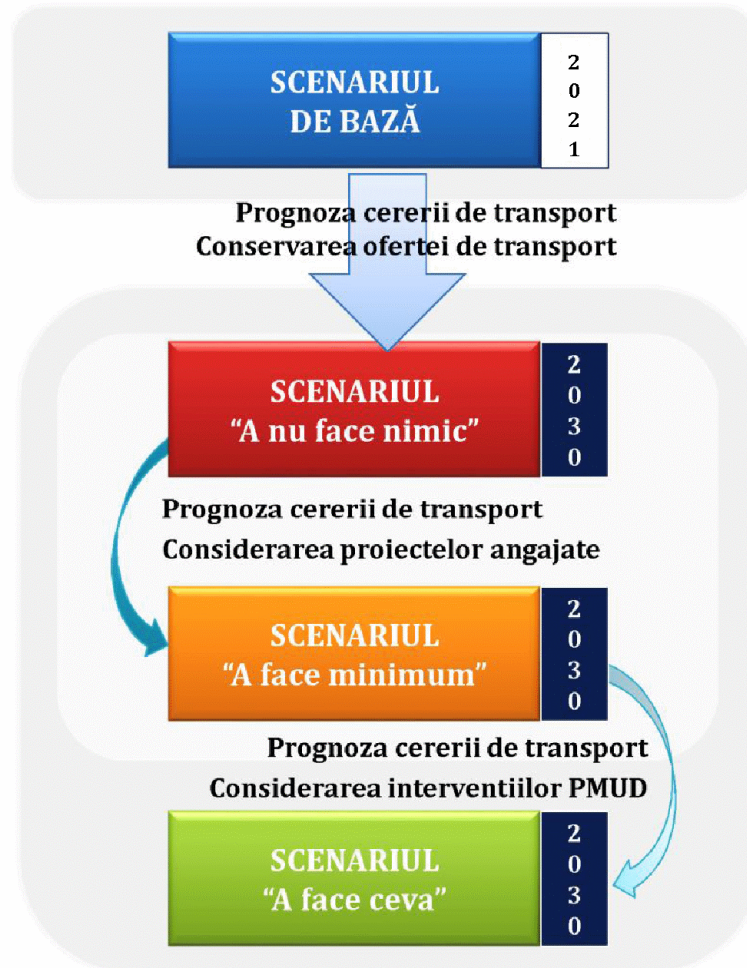 SCENARIUL
DE BAZĂ
2
0
2
1
Prognoza cererii de transport
Conservarea ofertei de transport
SCENARIUL
“A nu face nimic”
2
0
3
0
Prognoza cererii de transport
Considerarea proiectelor angajate
SCENARIUL
“A face minimum”
2
0
3
0
Prognoza cererii de transport
Considerarea interventiilor PMUD
SCENARIUL
“A face ceva”
2
0
3
0